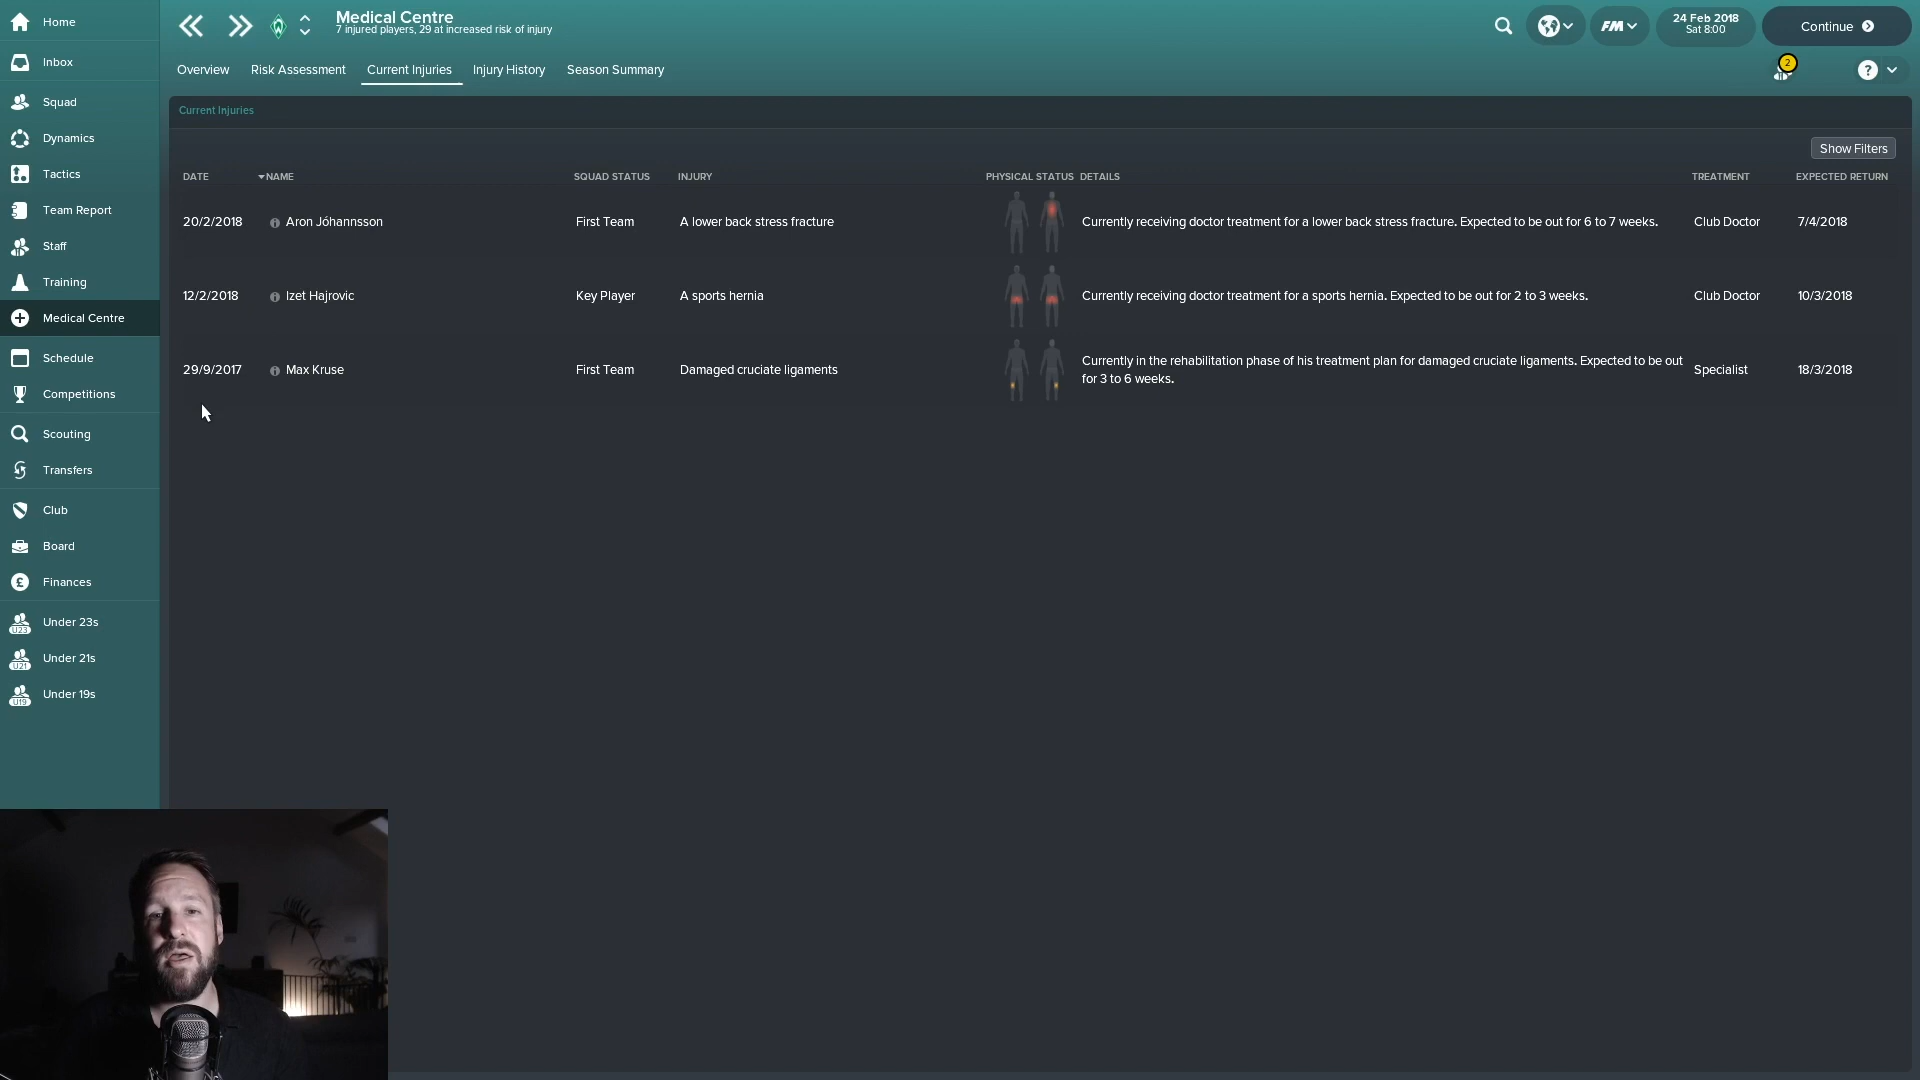 Home
Inbox
Squad
Dynamics
Tactics
Team Report
Staff
Training
Medical Centre
Schedule
Competitions
Scouting
Transfers
Club
Board
Finances
U23
Under 23s
U21
Under 21s
U19
Under 19s
Medical Centre
7 injured players, 29 at increased risk of injury
FM
24 Feb 2018
Sat 8:00
Continue
Overview Risk Assessment Current Injuries Injury History Season Summary
2
?
Current Injuries
Show Filters
DATE NAME SQUAD STATUS INJURY PHYSICAL STATUS DETAILS TREATMENT EXPECTED RETURN
20/2/2018 Aron Jóhannsson First Team A lower back stress fracture Currently receiving doctor treatment for a lower back stress fracture. Expected to be out for 6 to 7 weeks. Club Doctor 7/4/2018
12/2/2018 Izet Hajrovic Key Player A sports hernia Currently receiving doctor treatment for a sports hernia. Expected to be out for 2 to 3 weeks. Club Doctor 10/3/2018
29/9/2017 Max Kruse First Team Damaged cruciate ligaments Currently in the rehabilitation phase of his treatment plan for damaged cruciate ligaments. Expected to be out
for 3 to 6 weeks. Specialist 18/3/2018